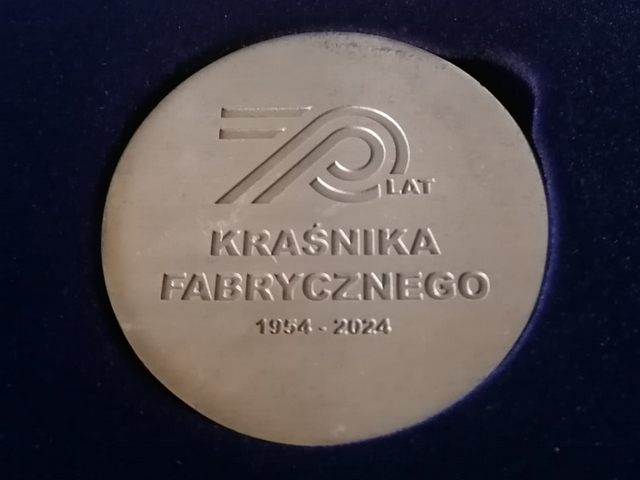 70
LAT
KRAŚNIKA
FABRYCZNEGO
1954 - 2024